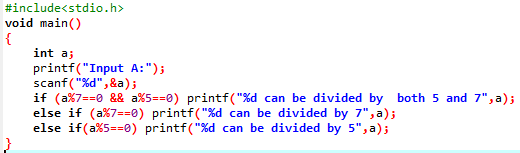 #include<stdio.h>
void main()
{
int a;
printf("Input A:");
scanf("%d",&a);
if (a%7==0 && a%5==0) printf("%d can be divided by  both 5 and 7",a);
else if (a%7==0) printf("%d can be divided by 7",a);
else if(a%5==0) printf("%d can be divided by 5",a);
}